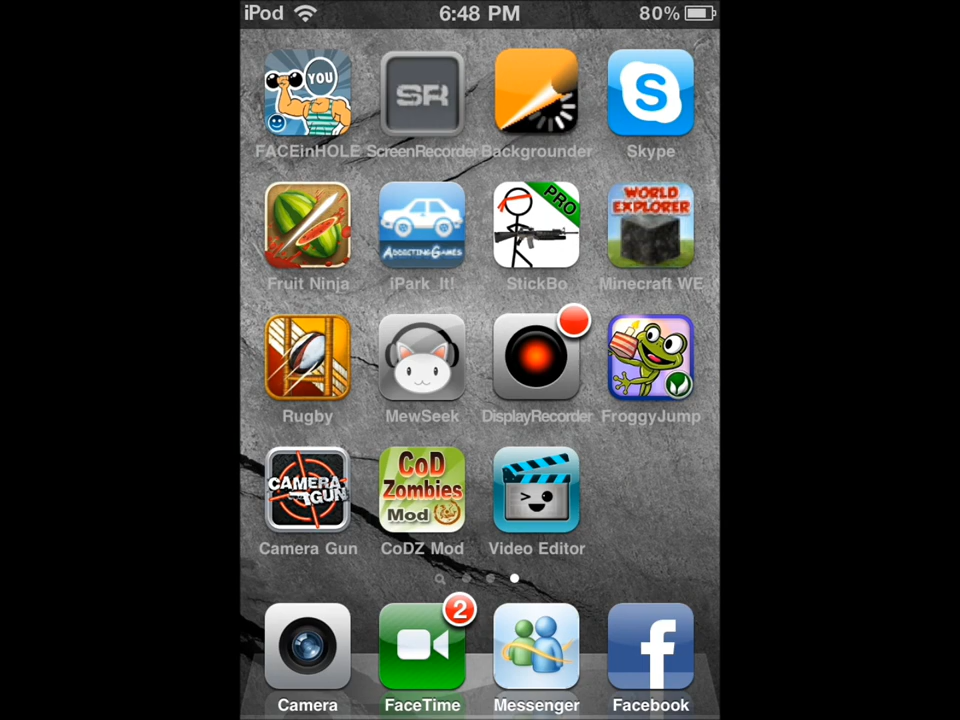 iPod 6:48 PM 80%
YOU
SR
S
FACEinHOLE ScreenRecorder Backgrounder Skype
PRO
WORLD
EXPLORER
ADDICTINGGAMES
Fruit Ninja iPark It! StickBo Minecraft WE
Rugby MewSeek DisplayRecorder FroggyJump
CAMERA
GUN
CoD
Zombies
Mod
Camera Gun CoDZ Mod Video Editor
2
f
Camera FaceTime Messenger Facebook